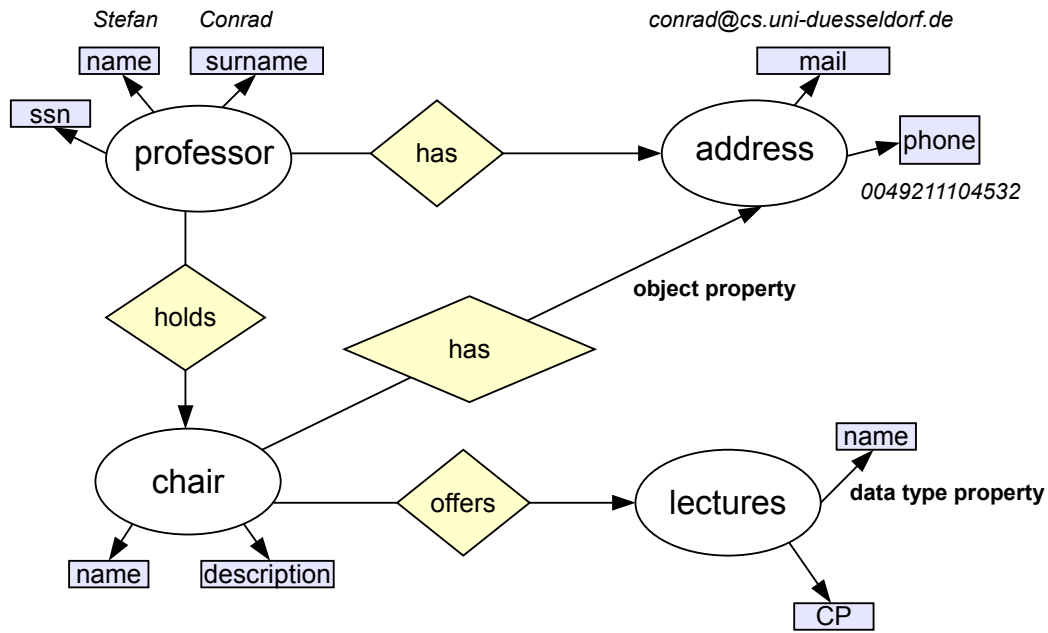 Stefan Conrad
conrad@cs.uni-duesseldorf.de
name surname
mail
ssn
professor
has
address
phone
0049211104532
object property
holds
has
name
chair
offers
lectures
data type property
name
description
CP